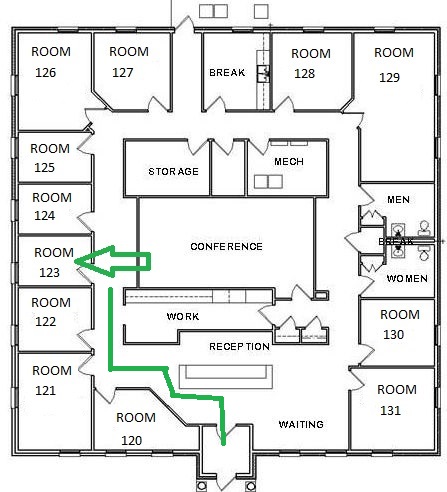 ROOM
126
ROOM
127
BREAK
ROOM
128
ROOM
129
ROOM
125
STORAGE
MECH
ROOM
124
MEN
ROOM
123
CONFERENCE
BREAK
WOMEN
ROOM
122
WORK
ROOM
130
RECEPTION
ROOM
121
ROOM
131
ROOM
120
WAITING